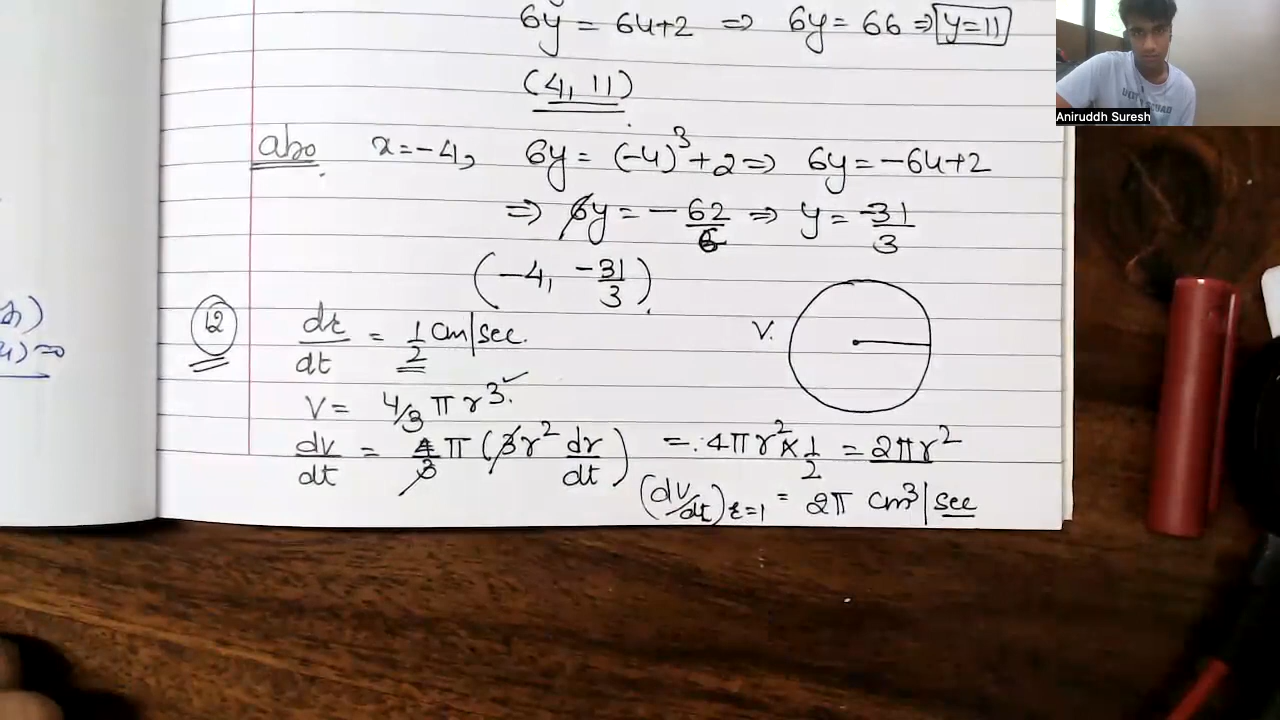 6y = 64+2 ⇒ 6y = 66 ⇒ y=11
(4, 11)
also x=-4, 6y = (-4)³+2 ⇒ 6y = -64+2
⇒ 6y = -62/6 ⇒ y = -31/3
(-4, -31/3).
12 dr/dt = 1/2 cm/sec.
V.
V = 4/3 π r³.
dv/dt = 4/3 π (3r² dr/dt) = 4πr² × 1/2 = 2πr²
(dv/dt)r=1 = 2π cm³/sec
Aniruddh Suresh